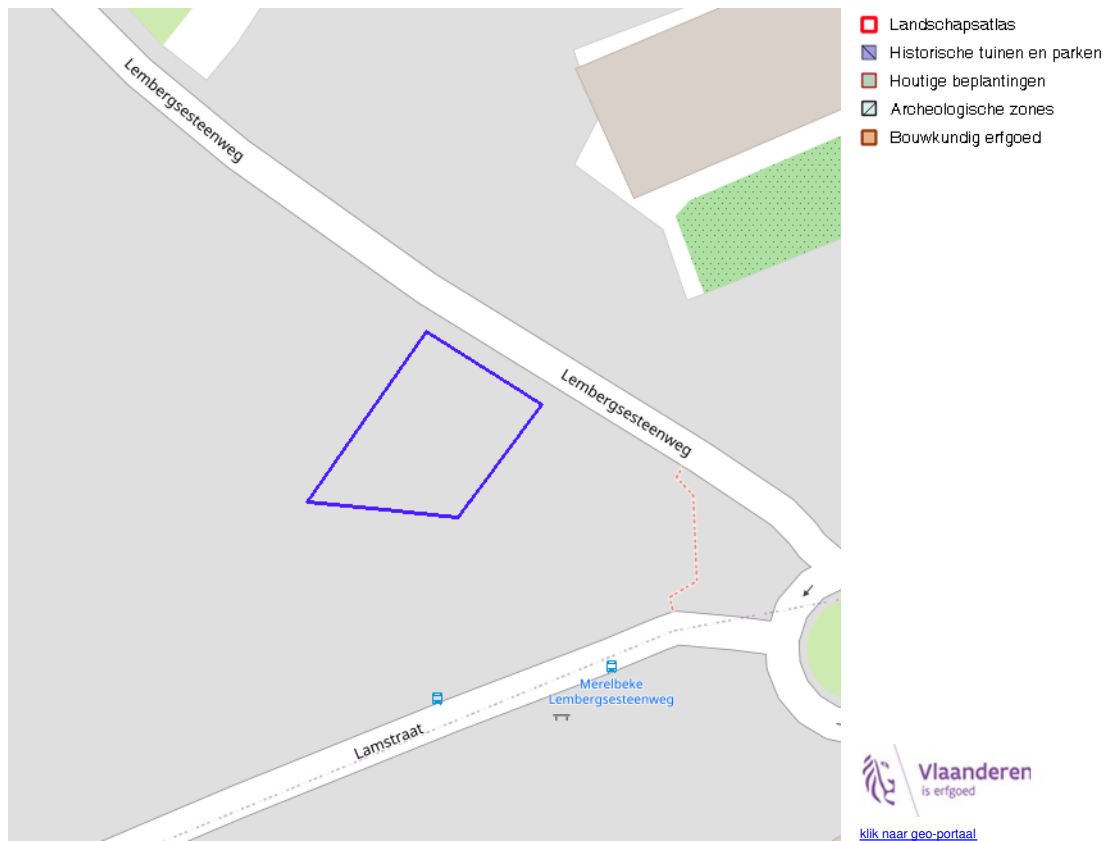 Lembergsesteenweg
Lembergsesteenweg
Merelbeke
Lembergsesteenweg
Lamstraat
Landschapsatlas
Historische tuinen en parken
Houtige beplantingen
Archeologische zones
Bouwkundig erfgoed
Vlaanderen
is erfgoed
klik naar geo-portaal